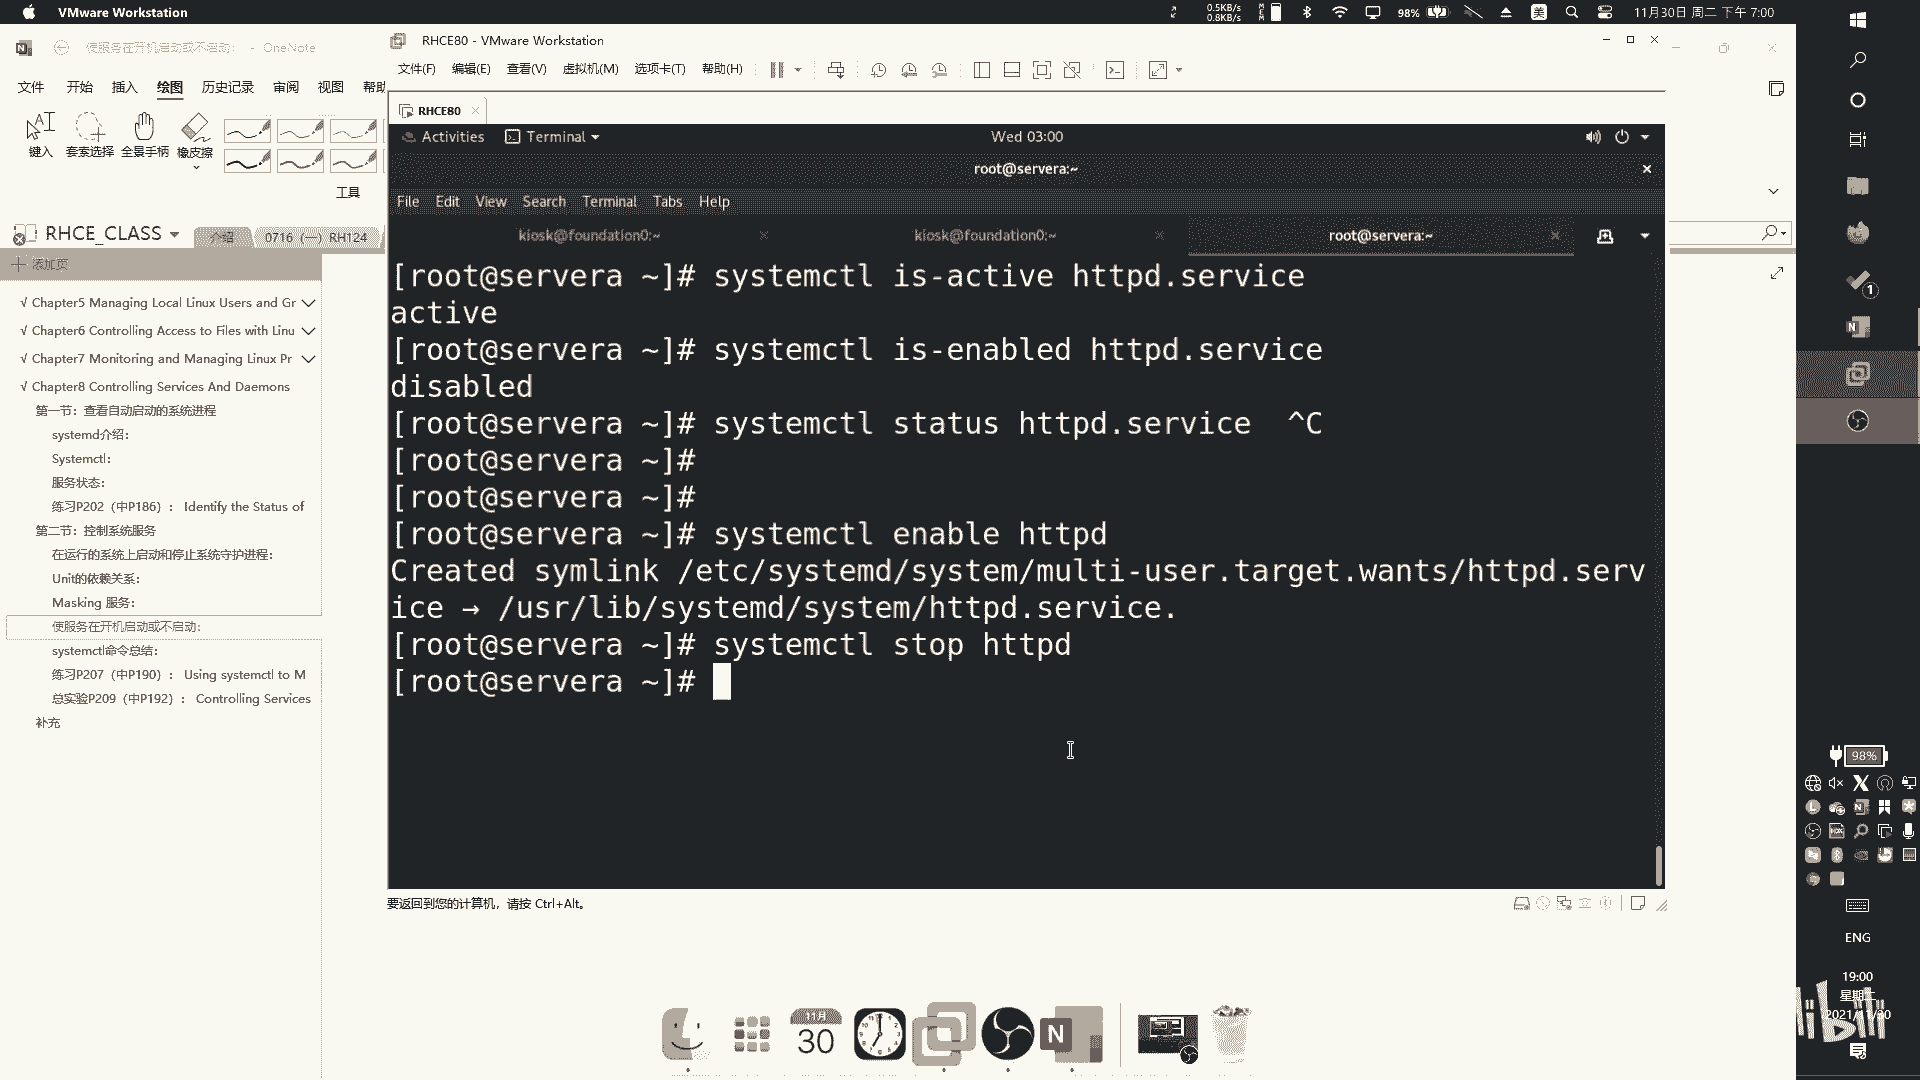 VMware Workstation
0.5KB/s
0.8KB/s
98%
美
11月30日 周二 下午 7:00
使服务在开机启动或不启动: - OneNote
文件 开始 插入 绘图 历史记录 审阅 视图 帮助
键入 套索选择 全景手柄 橡皮擦
工具
RHCE_CLASS
介绍 0716 (一) RH124
添加页
√ Chapter5 Managing Local Linux Users and Gr
√ Chapter6 Controlling Access to Files with Linu
√ Chapter7 Monitoring and Managing Linux Pr
√ Chapter8 Controlling Services And Daemons
第一节：查看自动启动的系统进程
systemd介绍:
Systemctl:
服务状态:
练习P202（中P186）： Identify the Status of
第二节：控制系统服务
在运行的系统上启动和停止系统守护进程:
Unit的依赖关系:
Masking 服务:
使服务在开机启动或不启动:
systemctl命令总结:
练习P207（中P190）： Using systemctl to M
总实验P209（中P192）： Controlling Services
补充
RHCE80 - VMware Workstation
文件(F) 编辑(E) 查看(V) 虚拟机(M) 选项卡(T) 帮助(H)
RHCE80
Activities Terminal Wed 03:00
root@servera:~
File Edit View Search Terminal Tabs Help
kiosk@foundation0:~ kiosk@foundation0:~ root@servera:~
[root@servera ~]# systemctl is-active httpd.service
active
[root@servera ~]# systemctl is-enabled httpd.service
disabled
[root@servera ~]# systemctl status httpd.service  ^C
[root@servera ~]#
[root@servera ~]#
[root@servera ~]# systemctl enable httpd
Created symlink /etc/systemd/system/multi-user.target.wants/httpd.serv
ice → /usr/lib/systemd/system/httpd.service.
[root@servera ~]# systemctl stop httpd
[root@servera ~]#
要返回到您的计算机，请按 Ctrl+Alt。
11月
30
N
1
98%
ENG
19:00
星期二
2021/11/30